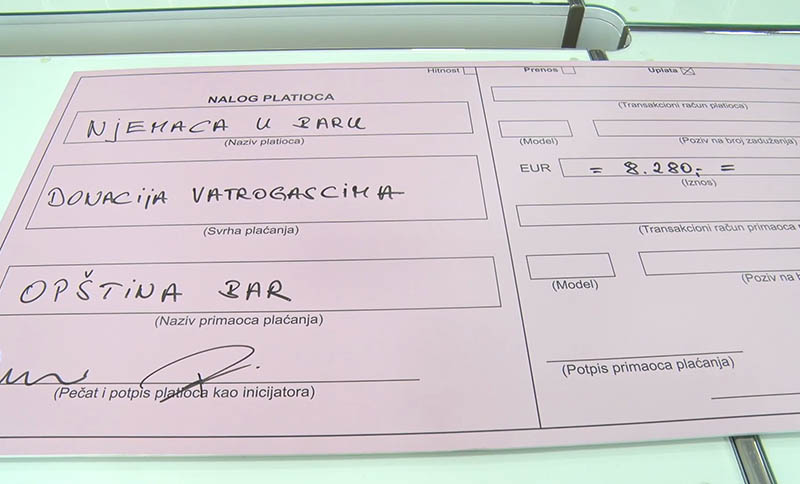 Hitnost
NALOG PLATIOCA
NJEMACA U BARU
(Naziv platioca)
DONACIJA VATROGASCIMA
(Svrha plaćanja)
OPŠTINA BAR
(Naziv primaoca plaćanja)
(Pečat i potpis platioca kao inicijatora)
Prenos Uplata
(Transakcioni račun platioca)
(Model) (Poziv na broj zaduženja)
EUR = 8.280,- =
(Iznos)
(Transakcioni račun primaoca
(Model) (Poziv na
(Potpis primaoca plaćanja)